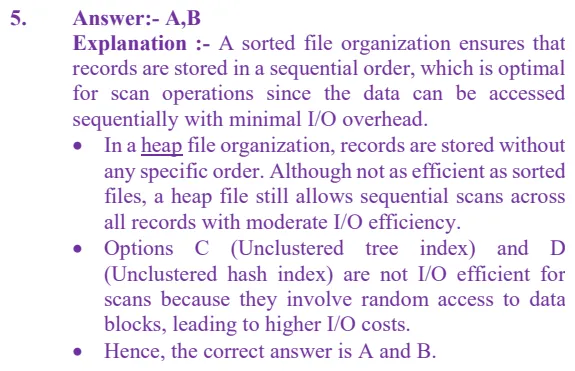 5. Answer:- A,B
Explanation :- A sorted file organization ensures that
records are stored in a sequential order, which is optimal
for scan operations since the data can be accessed
sequentially with minimal I/O overhead.
• In a heap file organization, records are stored without
any specific order. Although not as efficient as sorted
files, a heap file still allows sequential scans across
all records with moderate I/O efficiency.
• Options C (Unclustered tree index) and D
(Unclustered hash index) are not I/O efficient for
scans because they involve random access to data
blocks, leading to higher I/O costs.
• Hence, the correct answer is A and B.